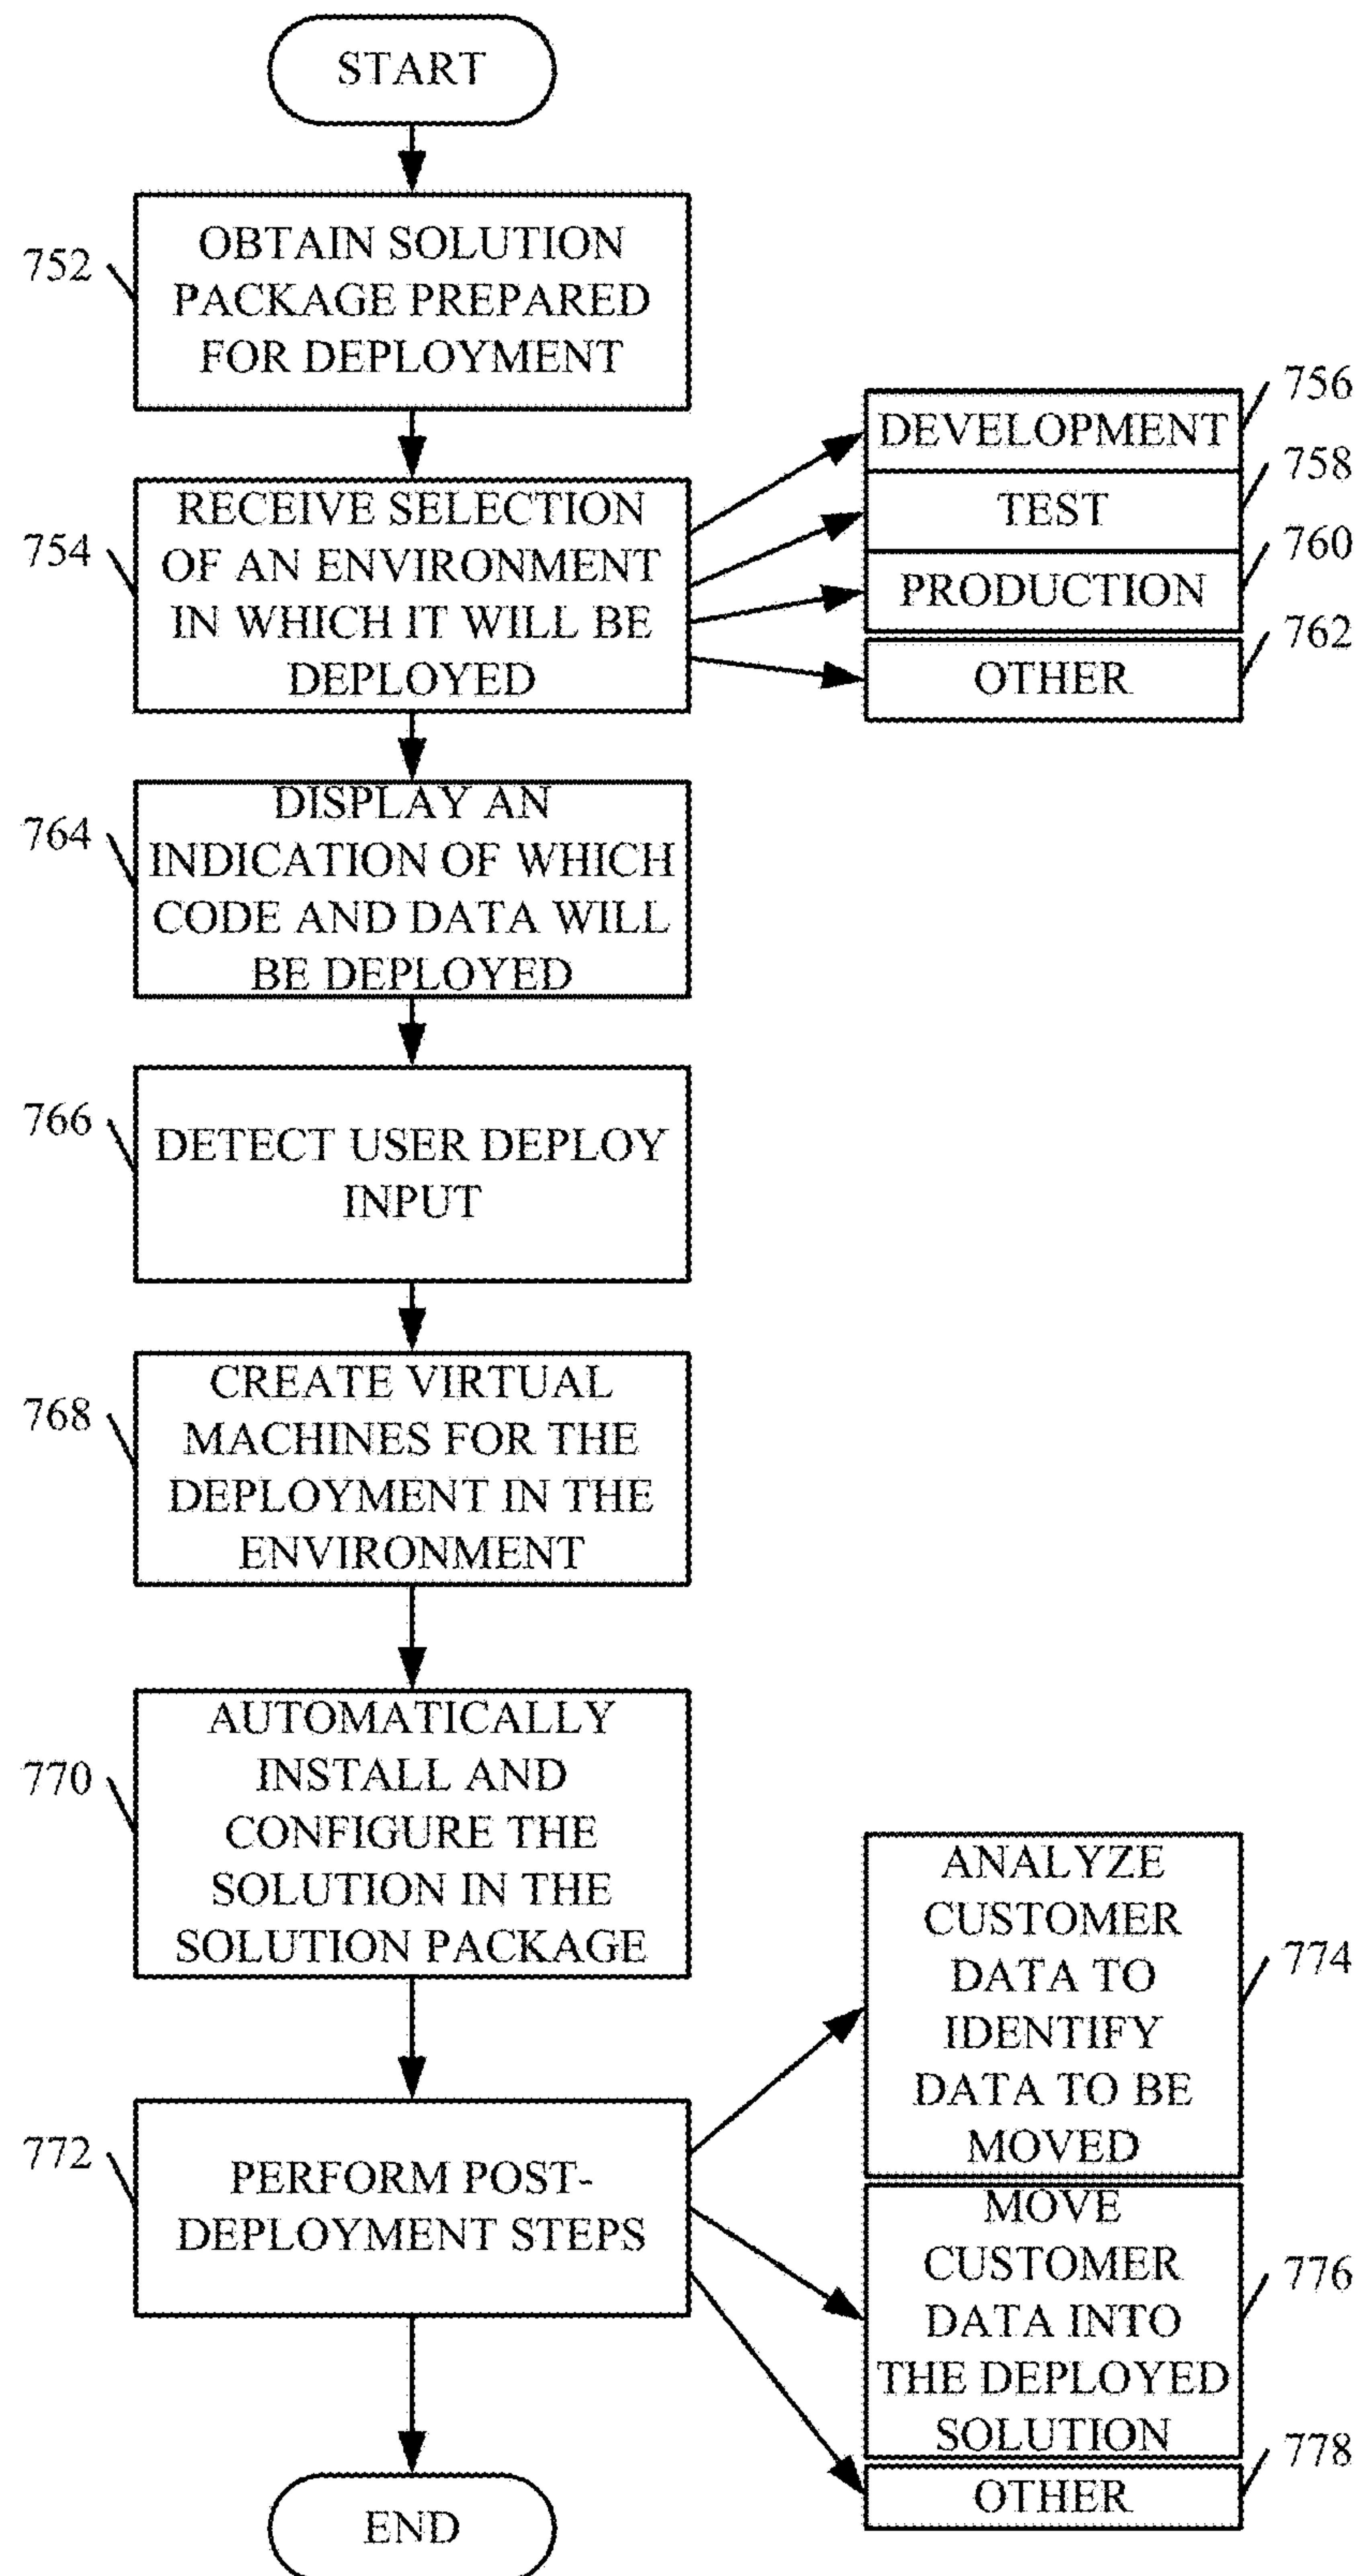 START
752
OBTAIN SOLUTION
PACKAGE PREPARED
FOR DEPLOYMENT
754
RECEIVE SELECTION
OF AN ENVIRONMENT
IN WHICH IT WILL BE
DEPLOYED
DEVELOPMENT
756
TEST
758
PRODUCTION
760
OTHER
762
764
DISPLAY AN
INDICATION OF WHICH
CODE AND DATA WILL
BE DEPLOYED
766
DETECT USER DEPLOY
INPUT
768
CREATE VIRTUAL
MACHINES FOR THE
DEPLOYMENT IN THE
ENVIRONMENT
770
AUTOMATICALLY
INSTALL AND
CONFIGURE THE
SOLUTION IN THE
SOLUTION PACKAGE
772
PERFORM POST-
DEPLOYMENT STEPS
ANALYZE
CUSTOMER
DATA TO
IDENTIFY
DATA TO BE
MOVED
774
MOVE
CUSTOMER
DATA INTO
THE DEPLOYED
SOLUTION
776
OTHER
778
END